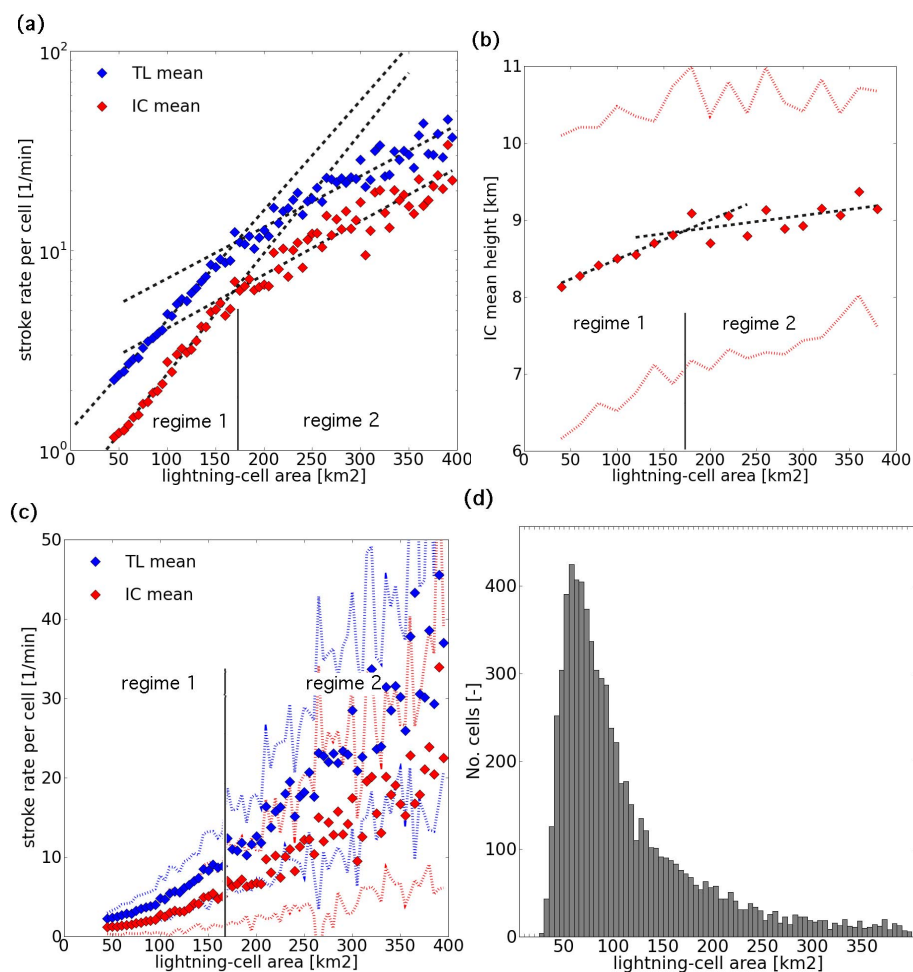 (a)
10²
TL mean
IC mean
stroke rate per cell [1/min]
10¹
regime 1
regime 2
10⁰
0 50 100 150 200 250 300 350 400
lightning-cell area [km2]
(b)
11
10
IC mean height [km]
9
8
regime 1
regime 2
7
6
0 50 100 150 200 250 300 350 400
lightning-cell area [km2]
(c)
50
TL mean
IC mean
40
stroke rate per cell [1/min]
regime 1
regime 2
30
20
10
0
0 50 100 150 200 250 300 350 400
lightning-cell area [km2]
(d)
400
No. cells [-]
300
200
100
0
50 100 150 200 250 300 350
lightning-cell area [km2]